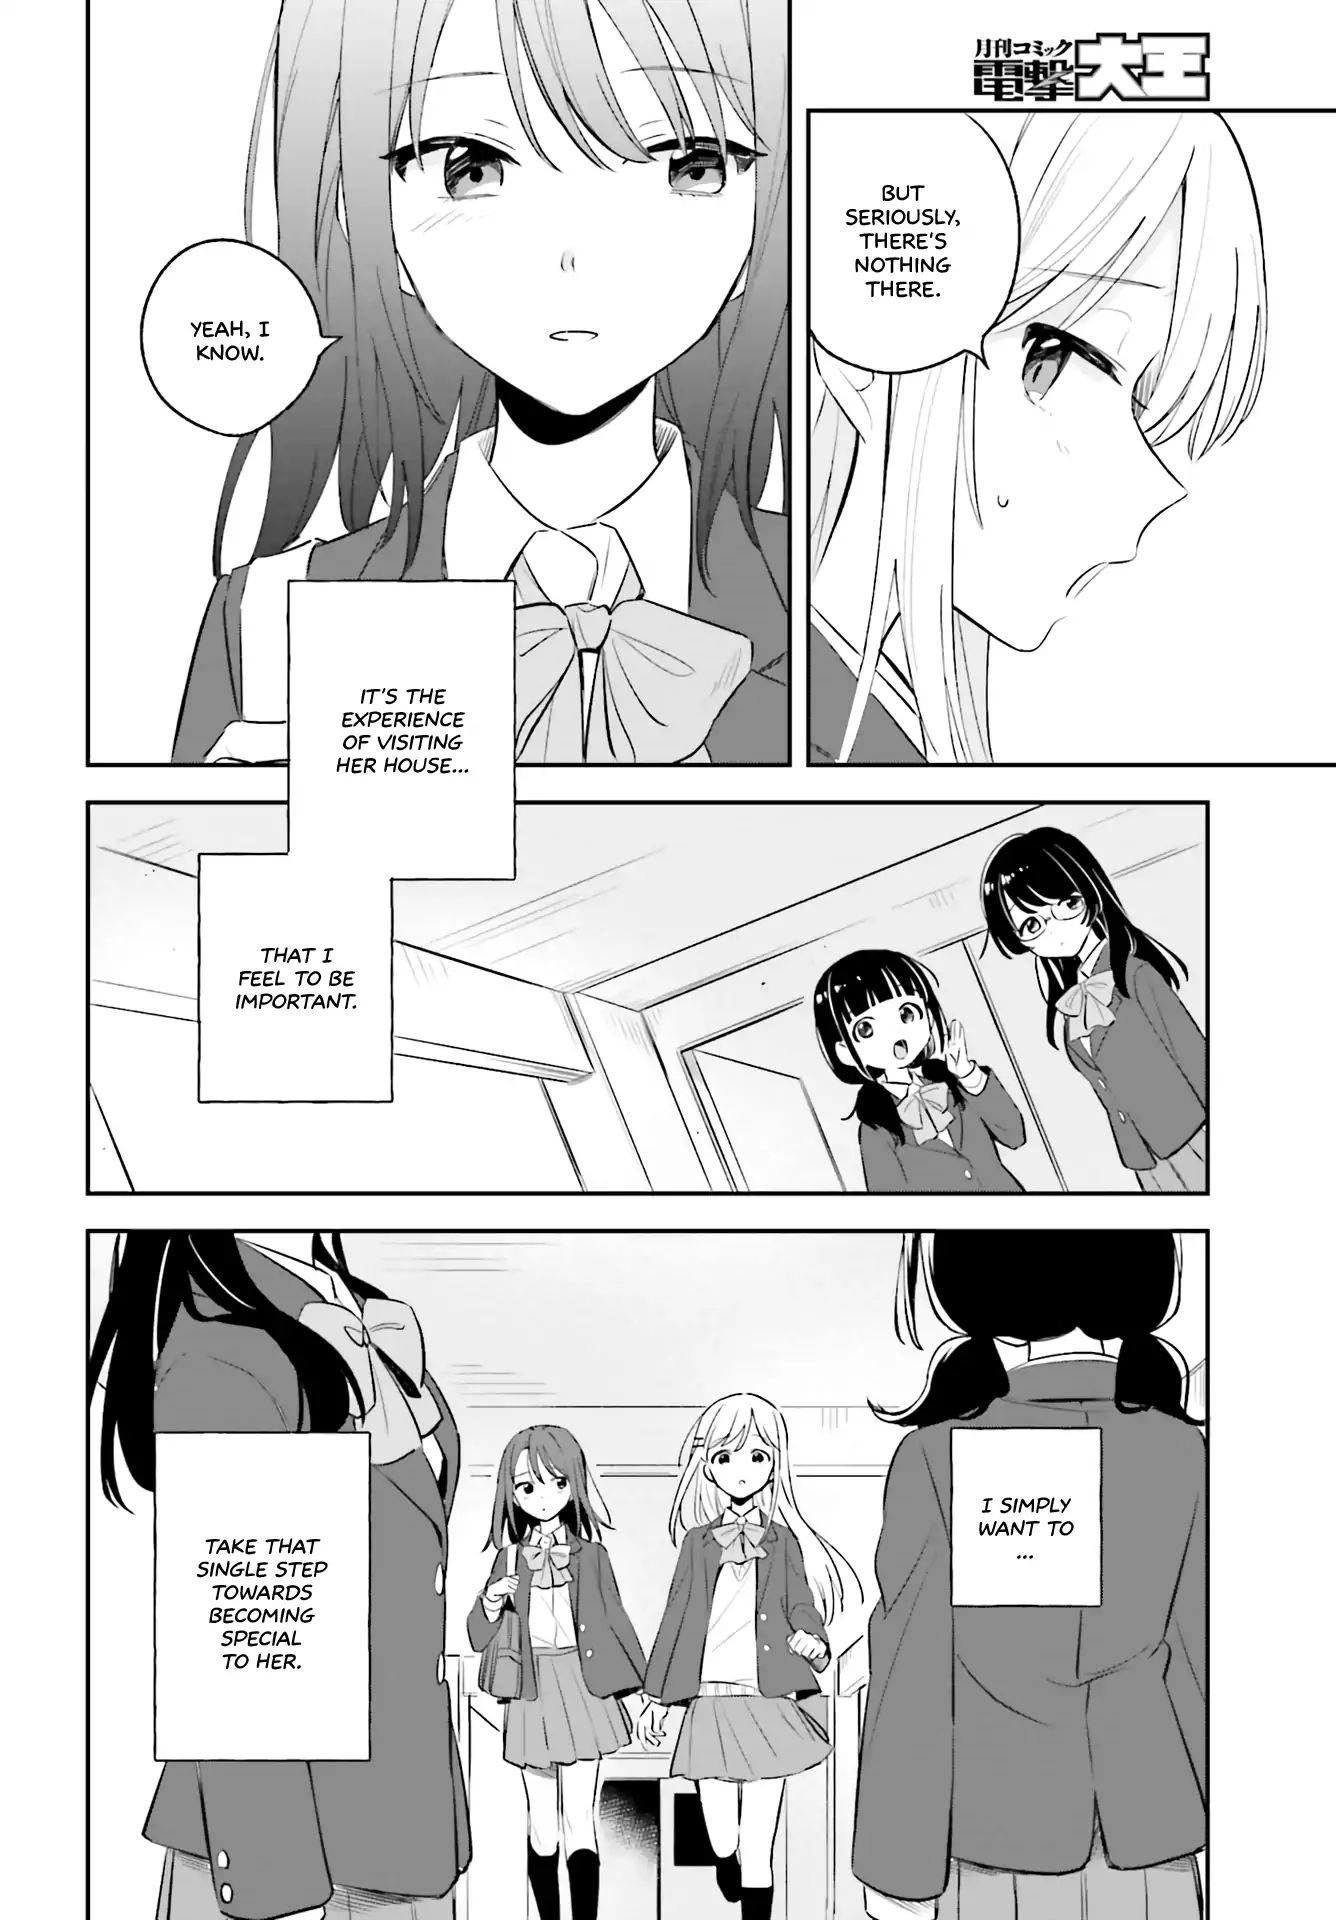 月刊コミック
電撃大王
BUT
SERIOUSLY,
THERE'S
NOTHING
THERE.
YEAH, I
KNOW.
IT'S THE
EXPERIENCE
OF VISITING
HER HOUSE...
THAT I
FEEL TO BE
IMPORTANT.
I SIMPLY
WANT TO
...
TAKE THAT
SINGLE STEP
TOWARDS
BECOMING
SPECIAL
TO HER.